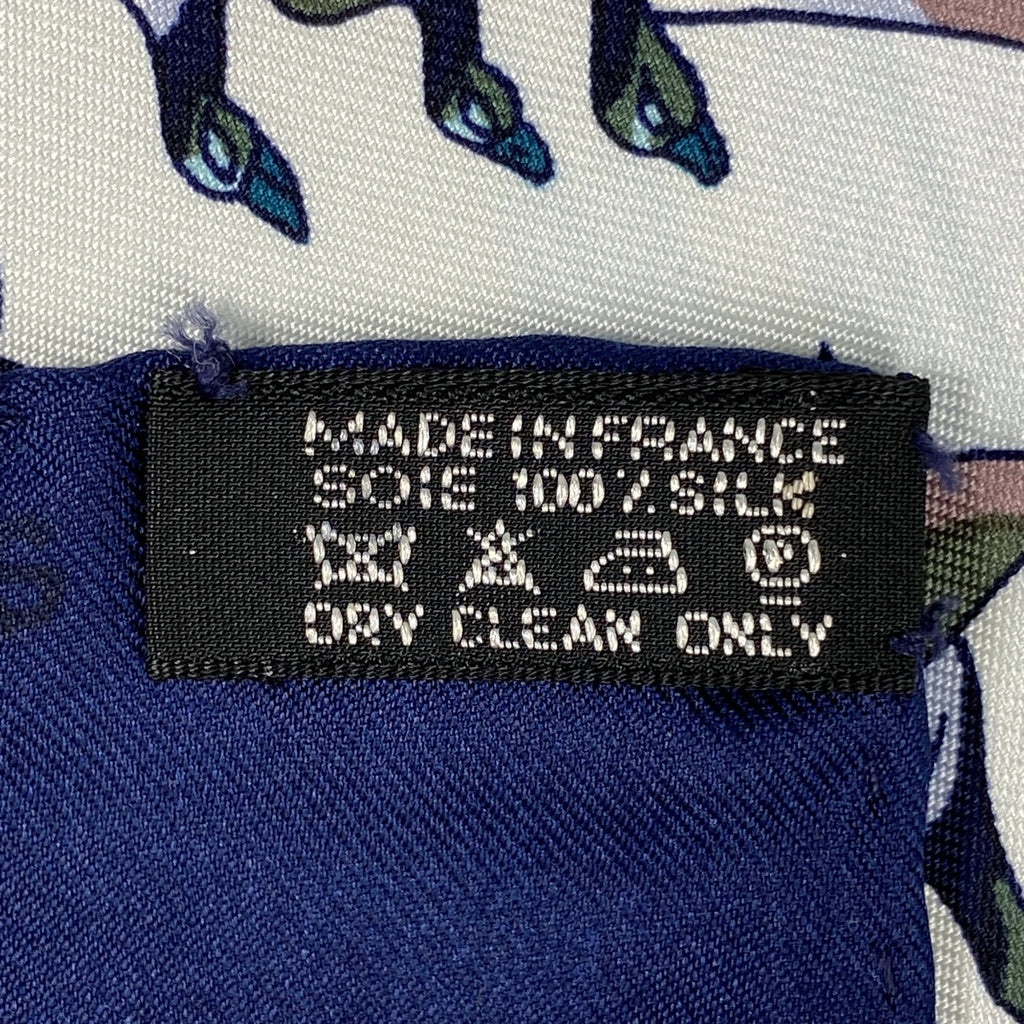 MADE IN FRANCE
SOIE 100% SILK
P
DRY CLEAN ONLY